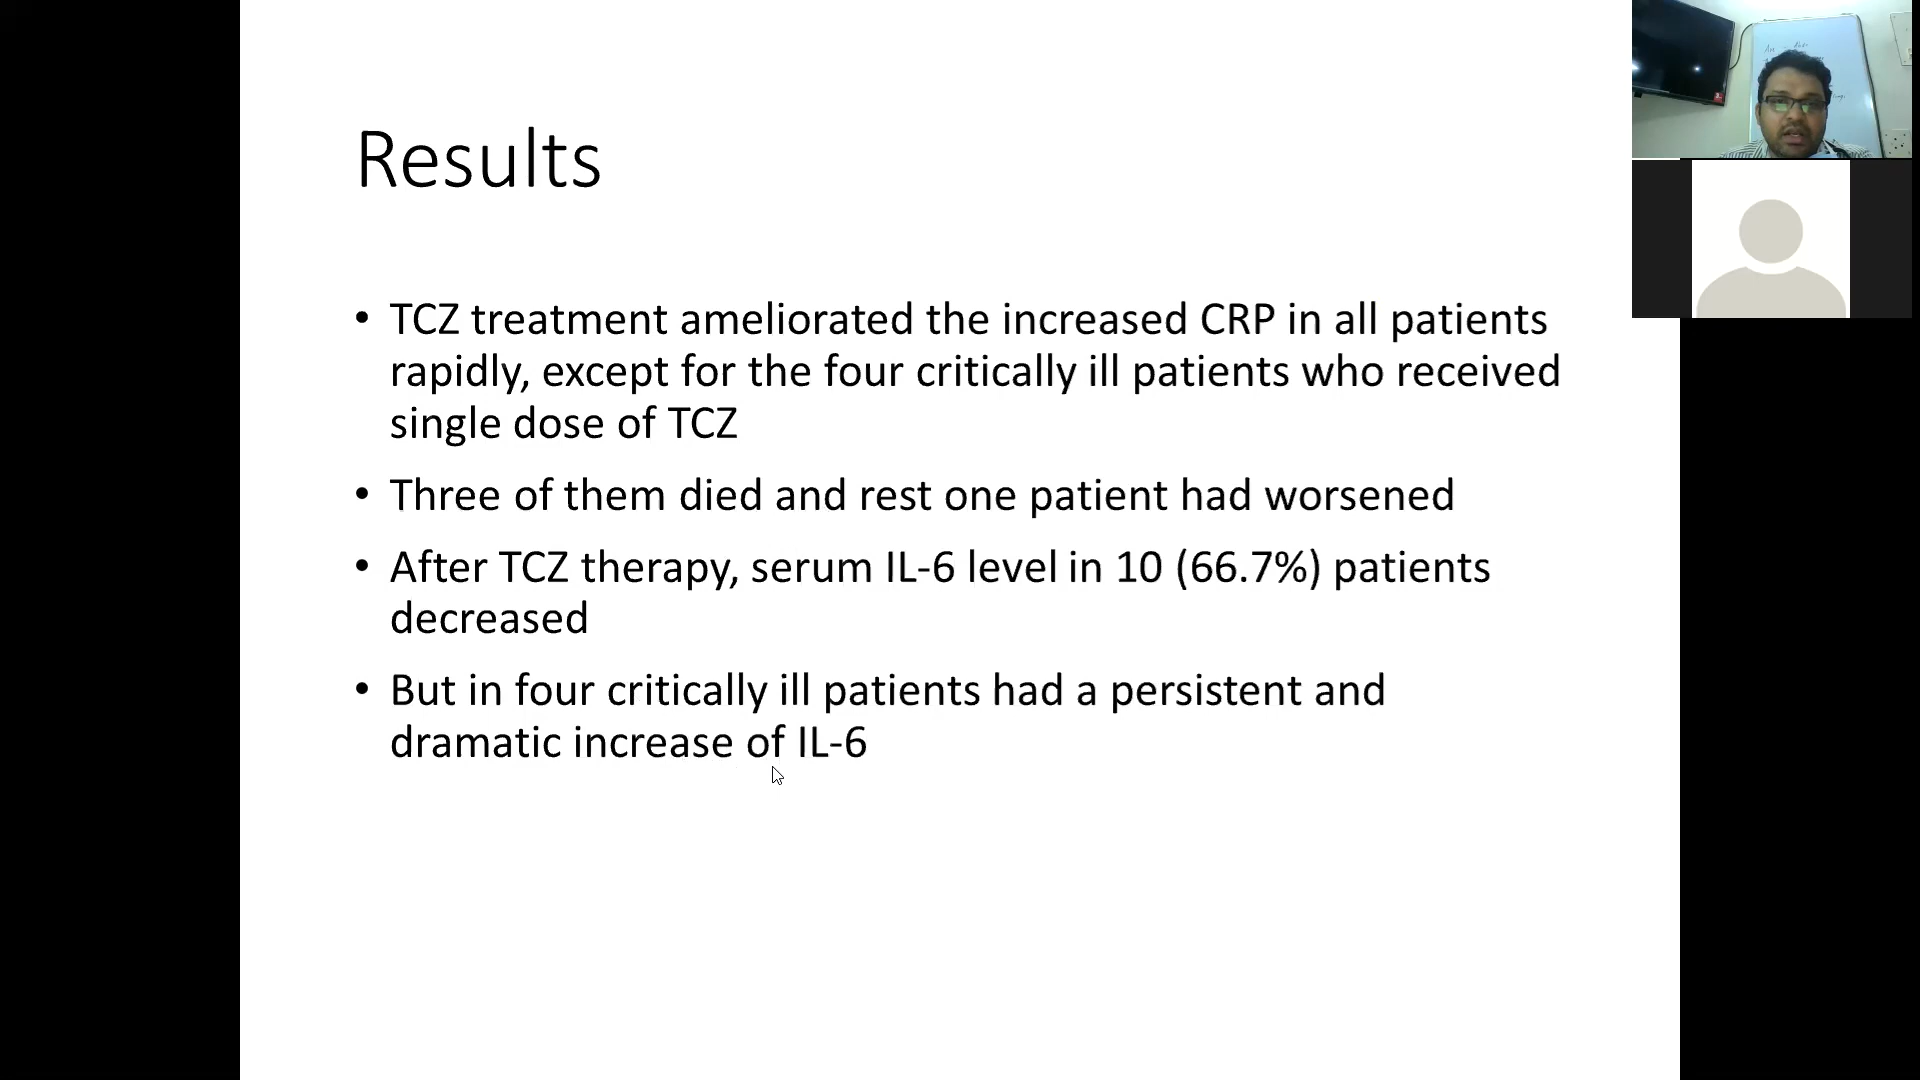 Results
• TCZ treatment ameliorated the increased CRP in all patients
rapidly, except for the four critically ill patients who received
single dose of TCZ
• Three of them died and rest one patient had worsened
• After TCZ therapy, serum IL-6 level in 10 (66.7%) patients
decreased
• But in four critically ill patients had a persistent and
dramatic increase of IL-6